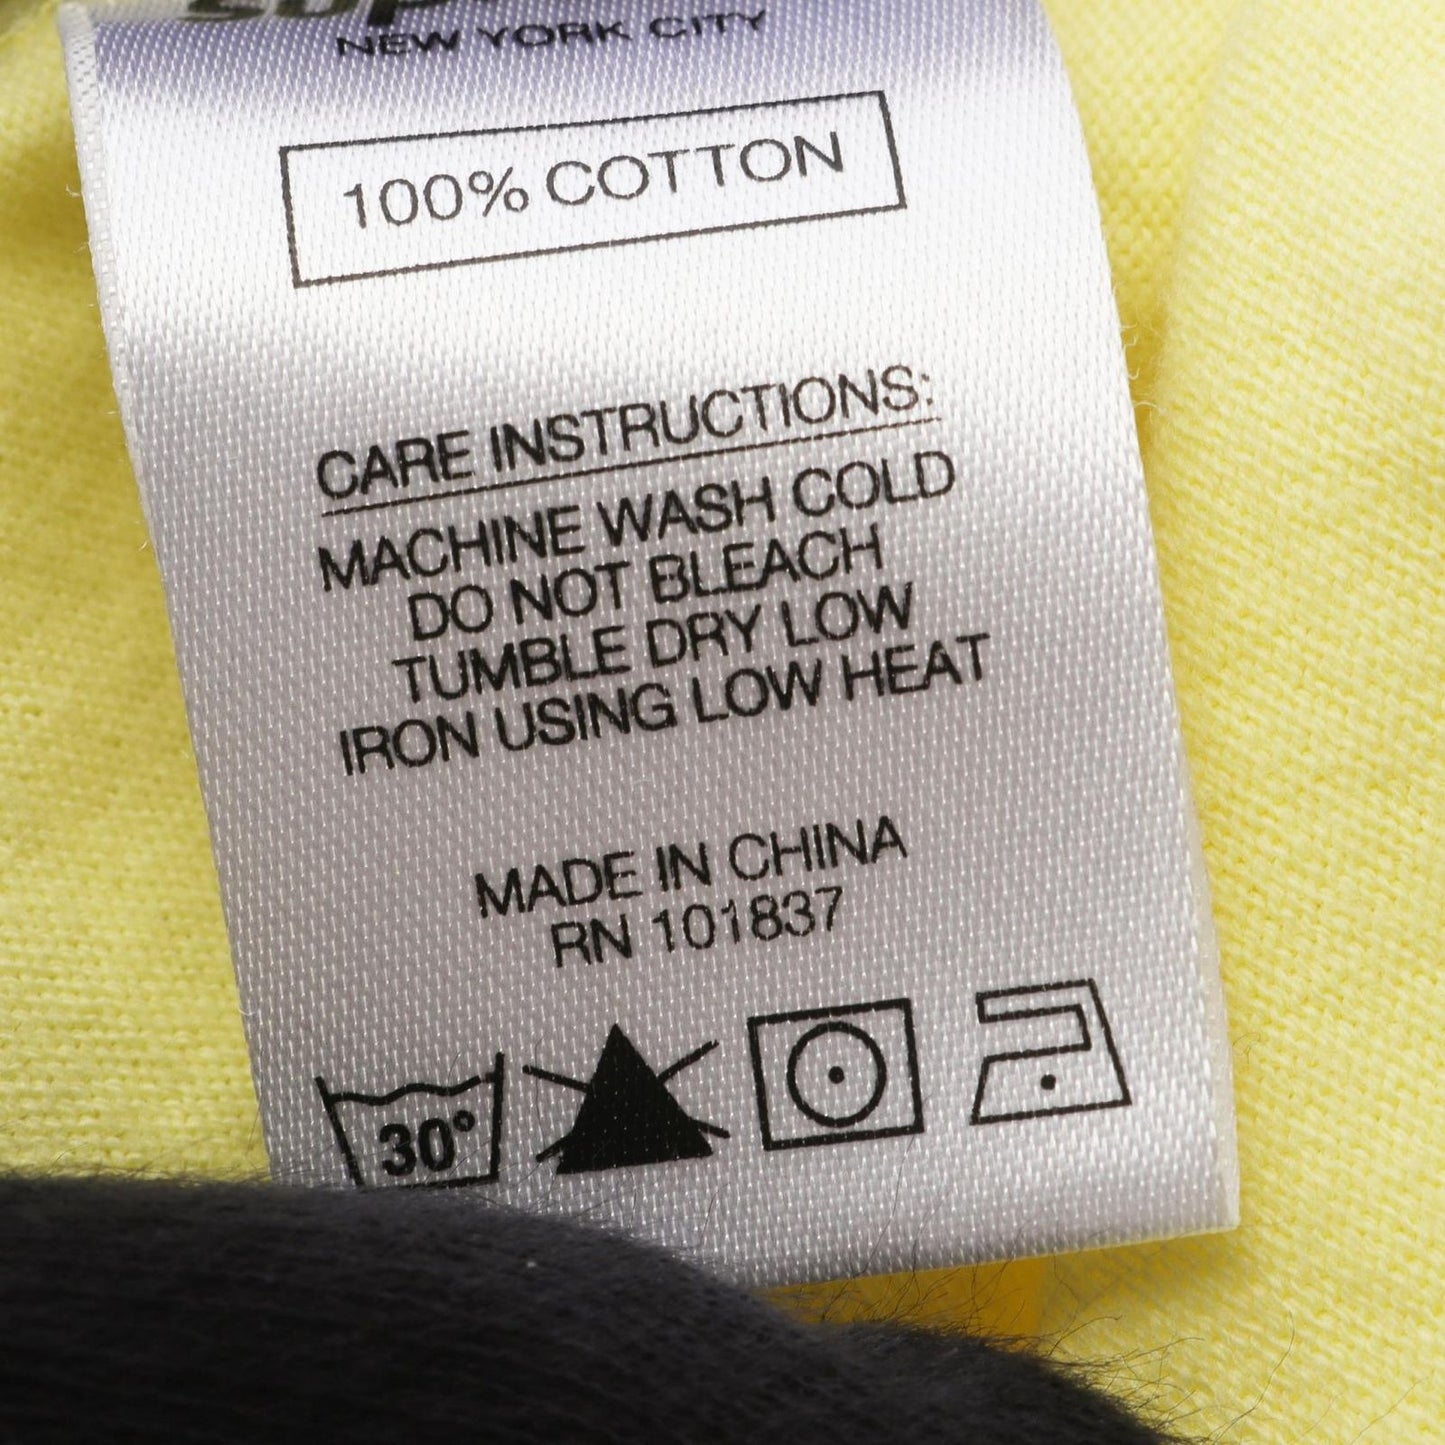 NEW YORK CITY
100% COTTON
CARE INSTRUCTIONS:
MACHINE WASH COLD
DO NOT BLEACH
TUMBLE DRY LOW
IRON USING LOW HEAT
MADE IN CHINA
RN 101837
30°